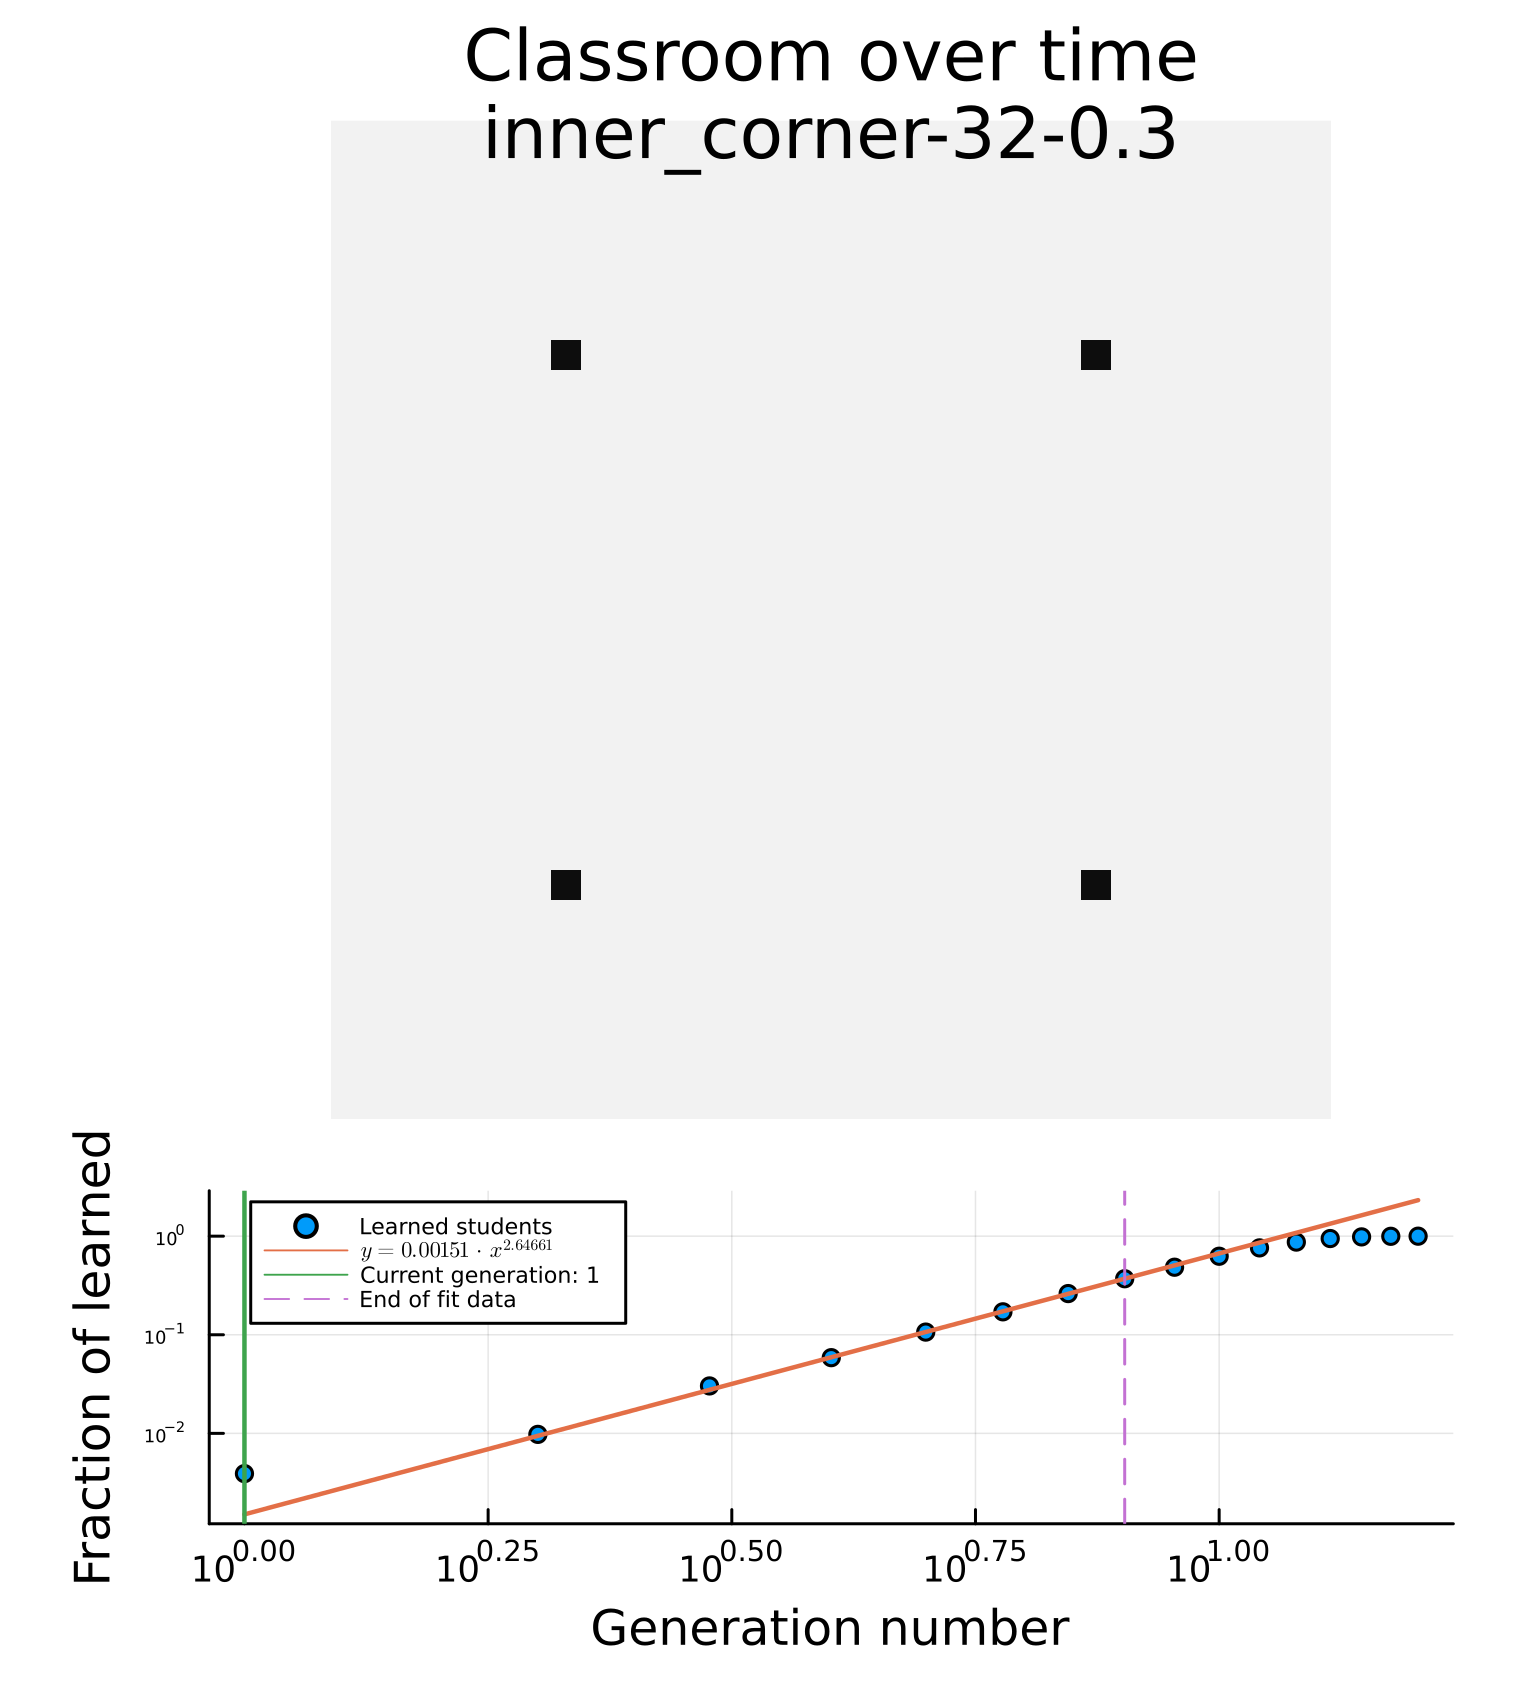 Classroom over time
inner_corner-32-0.3
Fraction of learned
10^0
10^−1
10^−2
Learned students
y = 0.00151 · x^2.64661
Current generation: 1
End of fit data
10^0.00 10^0.25 10^0.50 10^0.75 10^1.00
Generation number